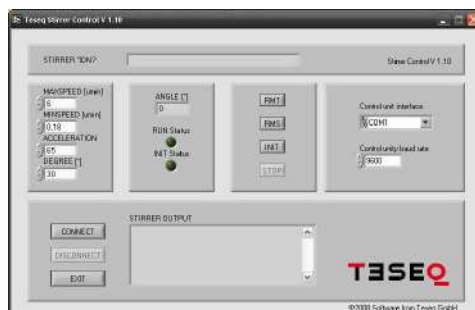 Teseq Stirrer Control V 1.10
STIRRER *IDN?
Stirrer Control V 1.10
MAXSPEED [u/min]
6
MINSPEED [u/min]
0,18
ACCELERATION
65
DEGREE [°]
30
ANGLE [°]
0
RUN Status
INIT Status
RMT
RMS
INIT
STOP
Control-unit interface
COM1
Control-unity baud rate
9600
CONNECT
DISCONNECT
EXIT
STIRRER OUTPUT
TESEQ
©2008 Software from Teseq GmbH